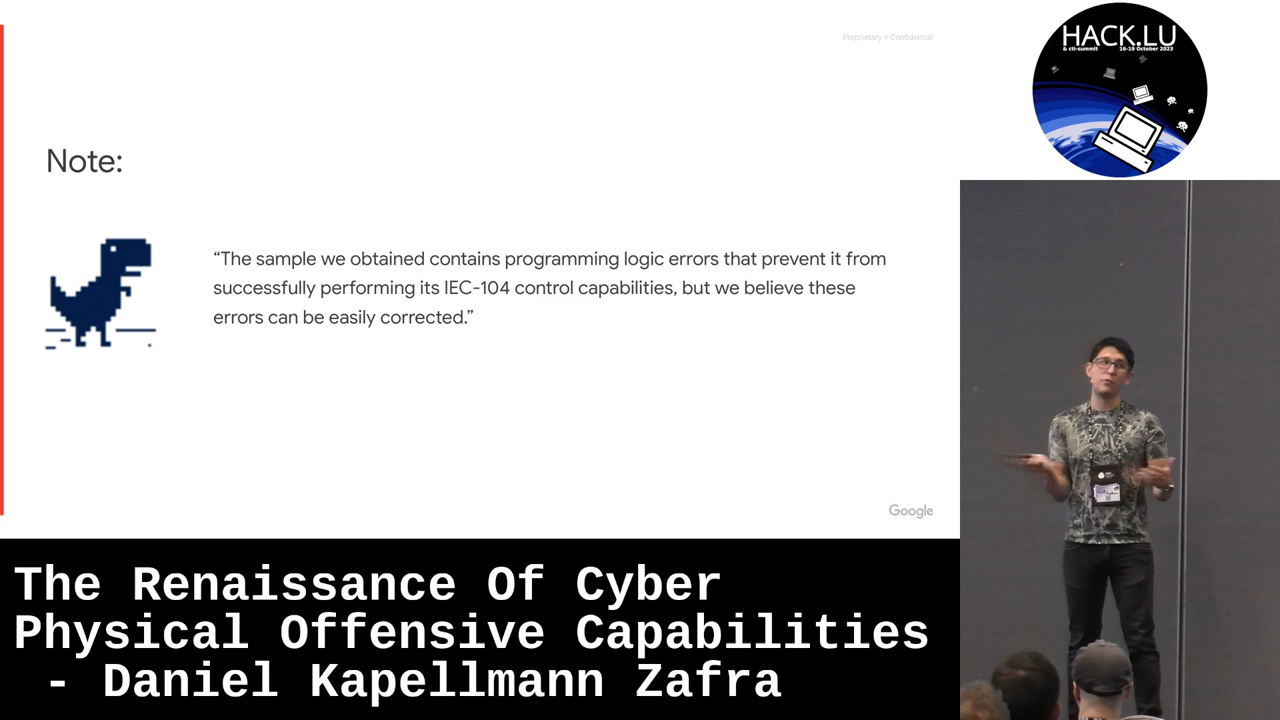 Proprietary + Confidential
HACK.LU
& cti-summit 16-19 October 2023
Note:
“The sample we obtained contains programming logic errors that prevent it from
successfully performing its IEC-104 control capabilities, but we believe these
errors can be easily corrected.”
Google
The Renaissance Of Cyber
Physical Offensive Capabilities
- Daniel Kapellmann Zafra